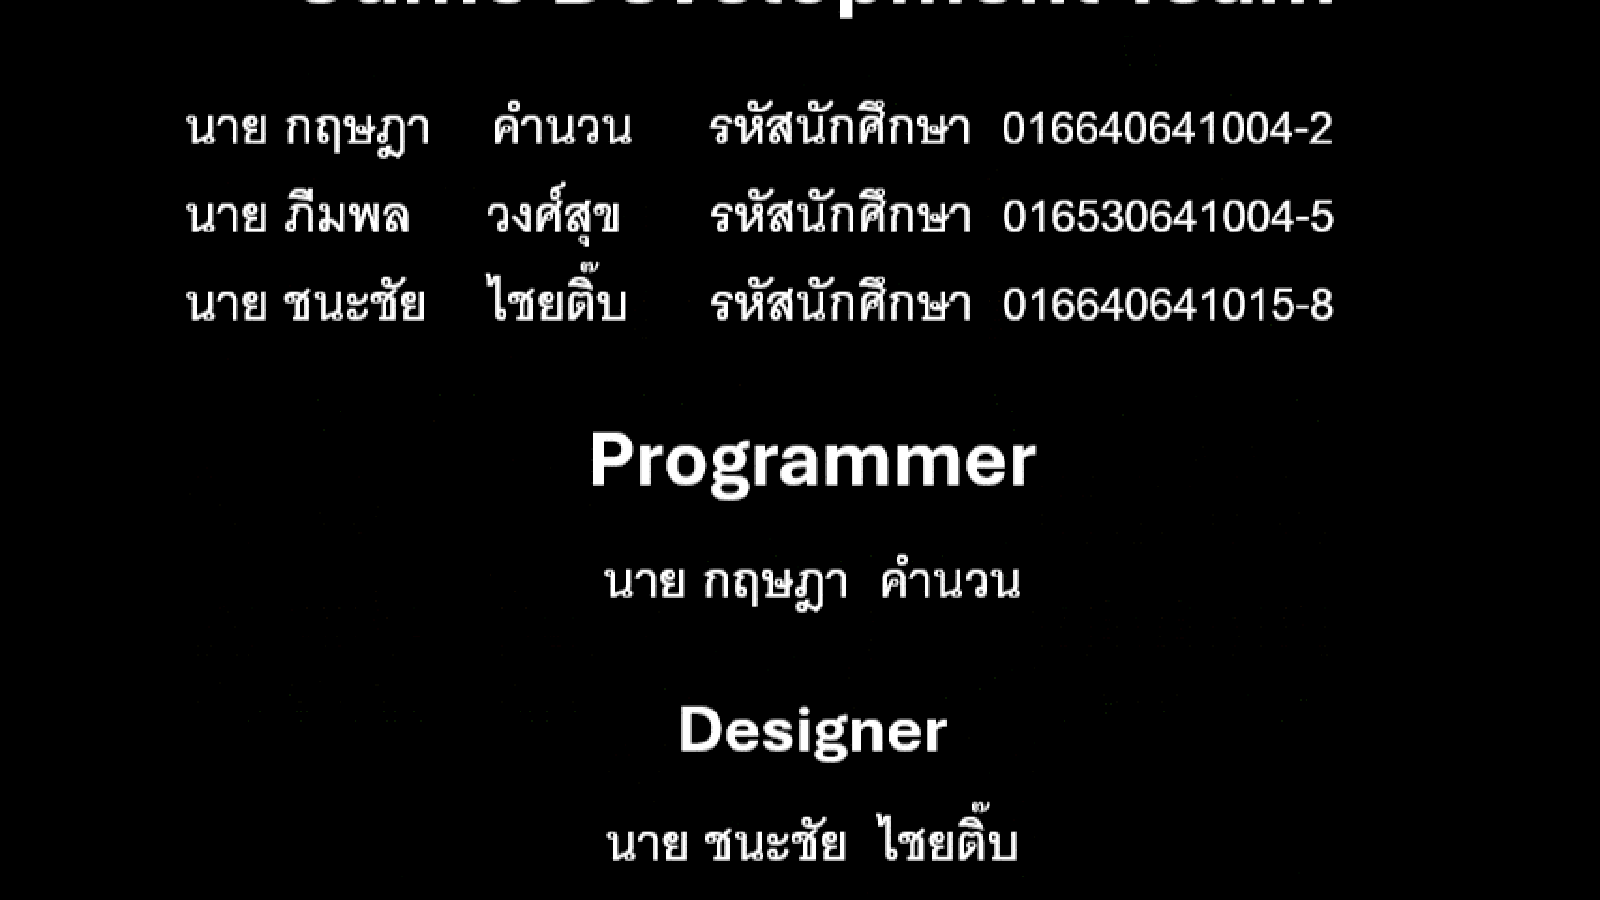 Game Development Team
นาย กฤษฎา คำนวน รหัสนักศึกษา 016640641004-2
นาย ภีมพล วงศ์สุข รหัสนักศึกษา 016530641004-5
นาย ชนะชัย ไชยติ๊บ รหัสนักศึกษา 016640641015-8
Programmer
นาย กฤษฎา คำนวน
Designer
นาย ชนะชัย ไชยติ๊บ